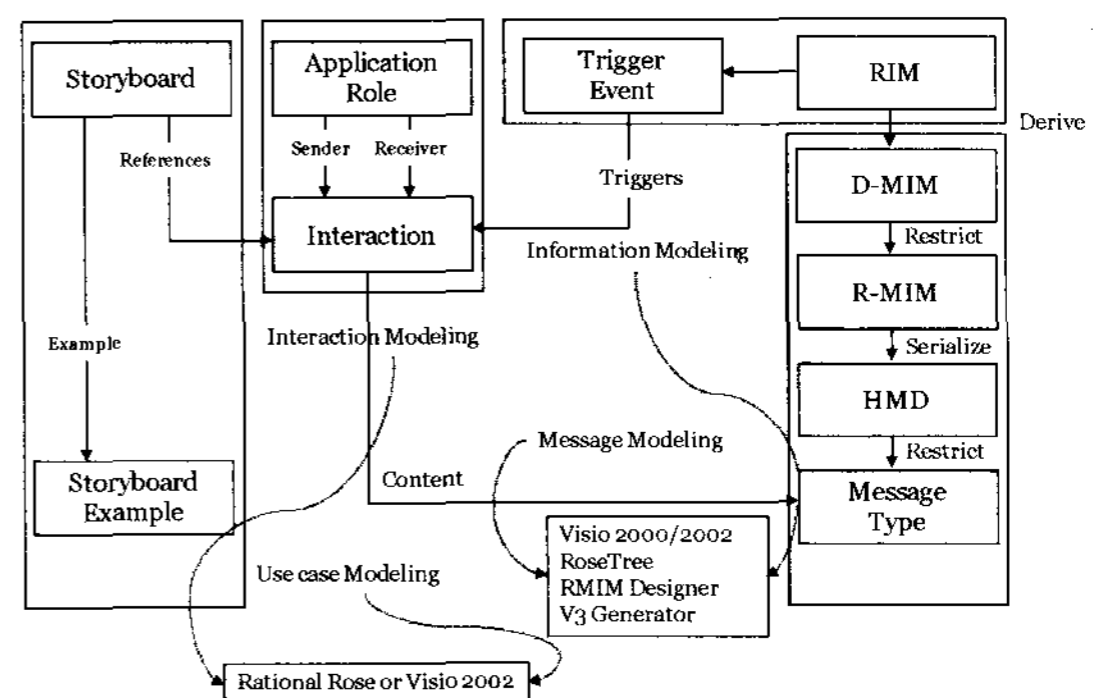 Storyboard
Application
Role
Trigger
Event
RIM
Derive
References
Sender
Receiver
Triggers
D-MIM
Restrict
Interaction
Information Modeling
R-MIM
Serialize
Interaction Modeling
Example
HMD
Restrict
Message Modeling
Storyboard
Example
Content
Message
Type
Visio 2000/2002
RoseTree
RMIM Designer
V3 Generator
Use case Modeling
Rational Rose or Visio 2002